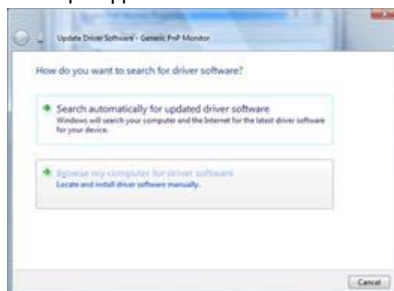 Update Driver Software - Generic PnP Monitor
How do you want to search for driver software?
Search automatically for updated driver software
Windows will search your computer and the Internet for the latest driver software
for your device.
Browse my computer for driver software
Locate and install driver software manually.
Cancel